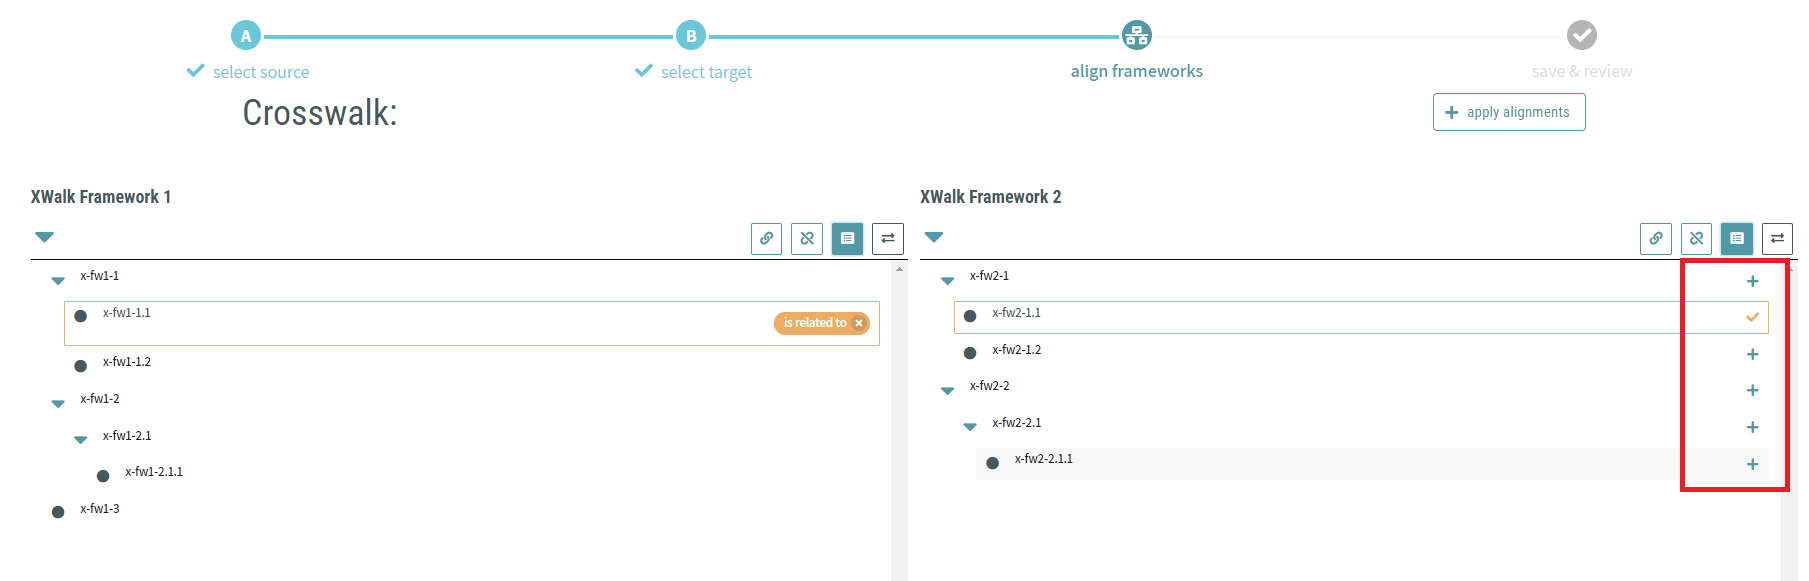 A
B
select source
select target
align frameworks
save & review
Crosswalk:
apply alignments
XWalk Framework 1
x-fw1-1
x-fw1-1.1
is related to
x-fw1-1.2
x-fw1-2
x-fw1-2.1
x-fw1-2.1.1
x-fw1-3
XWalk Framework 2
x-fw2-1
x-fw2-1.1
x-fw2-1.2
x-fw2-2
x-fw2-2.1
x-fw2-2.1.1